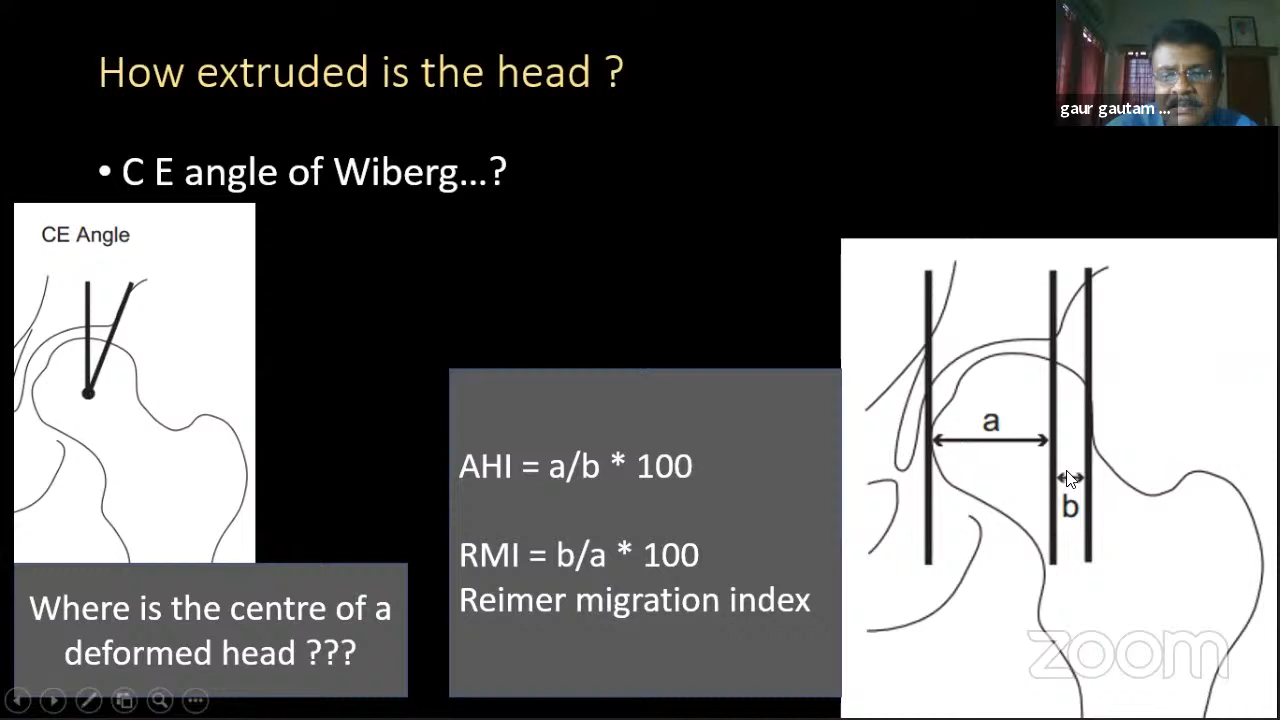 How extruded is the head ?
gaur gautam ...
• C E angle of Wiberg...?
CE Angle
a
b
AHI = a/b * 100
RMI = b/a * 100
Reimer migration index
Where is the centre of a
deformed head ???
zoom